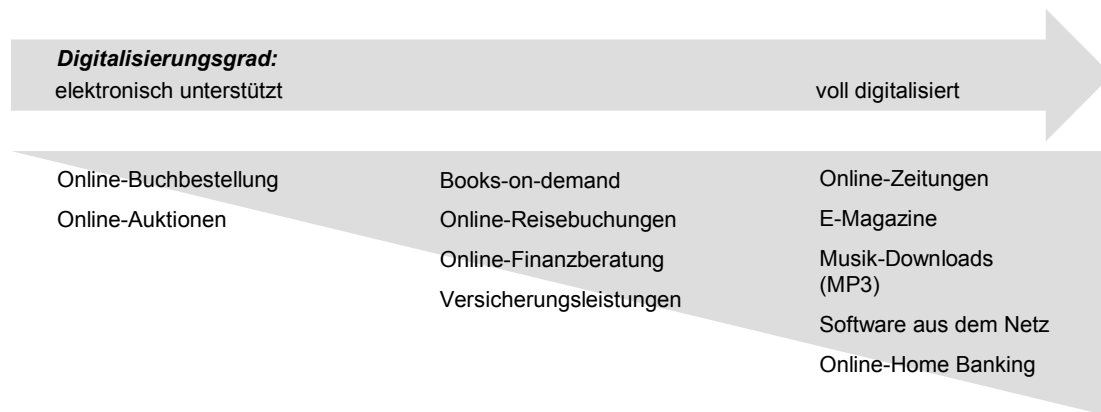 Digitalisierungsgrad:
elektronisch unterstützt
voll digitalisiert
Online-Buchbestellung
Online-Auktionen
Books-on-demand
Online-Reisebuchungen
Online-Finanzberatung
Versicherungsleistungen
Online-Zeitungen
E-Magazine
Musik-Downloads
(MP3)
Software aus dem Netz
Online-Home Banking